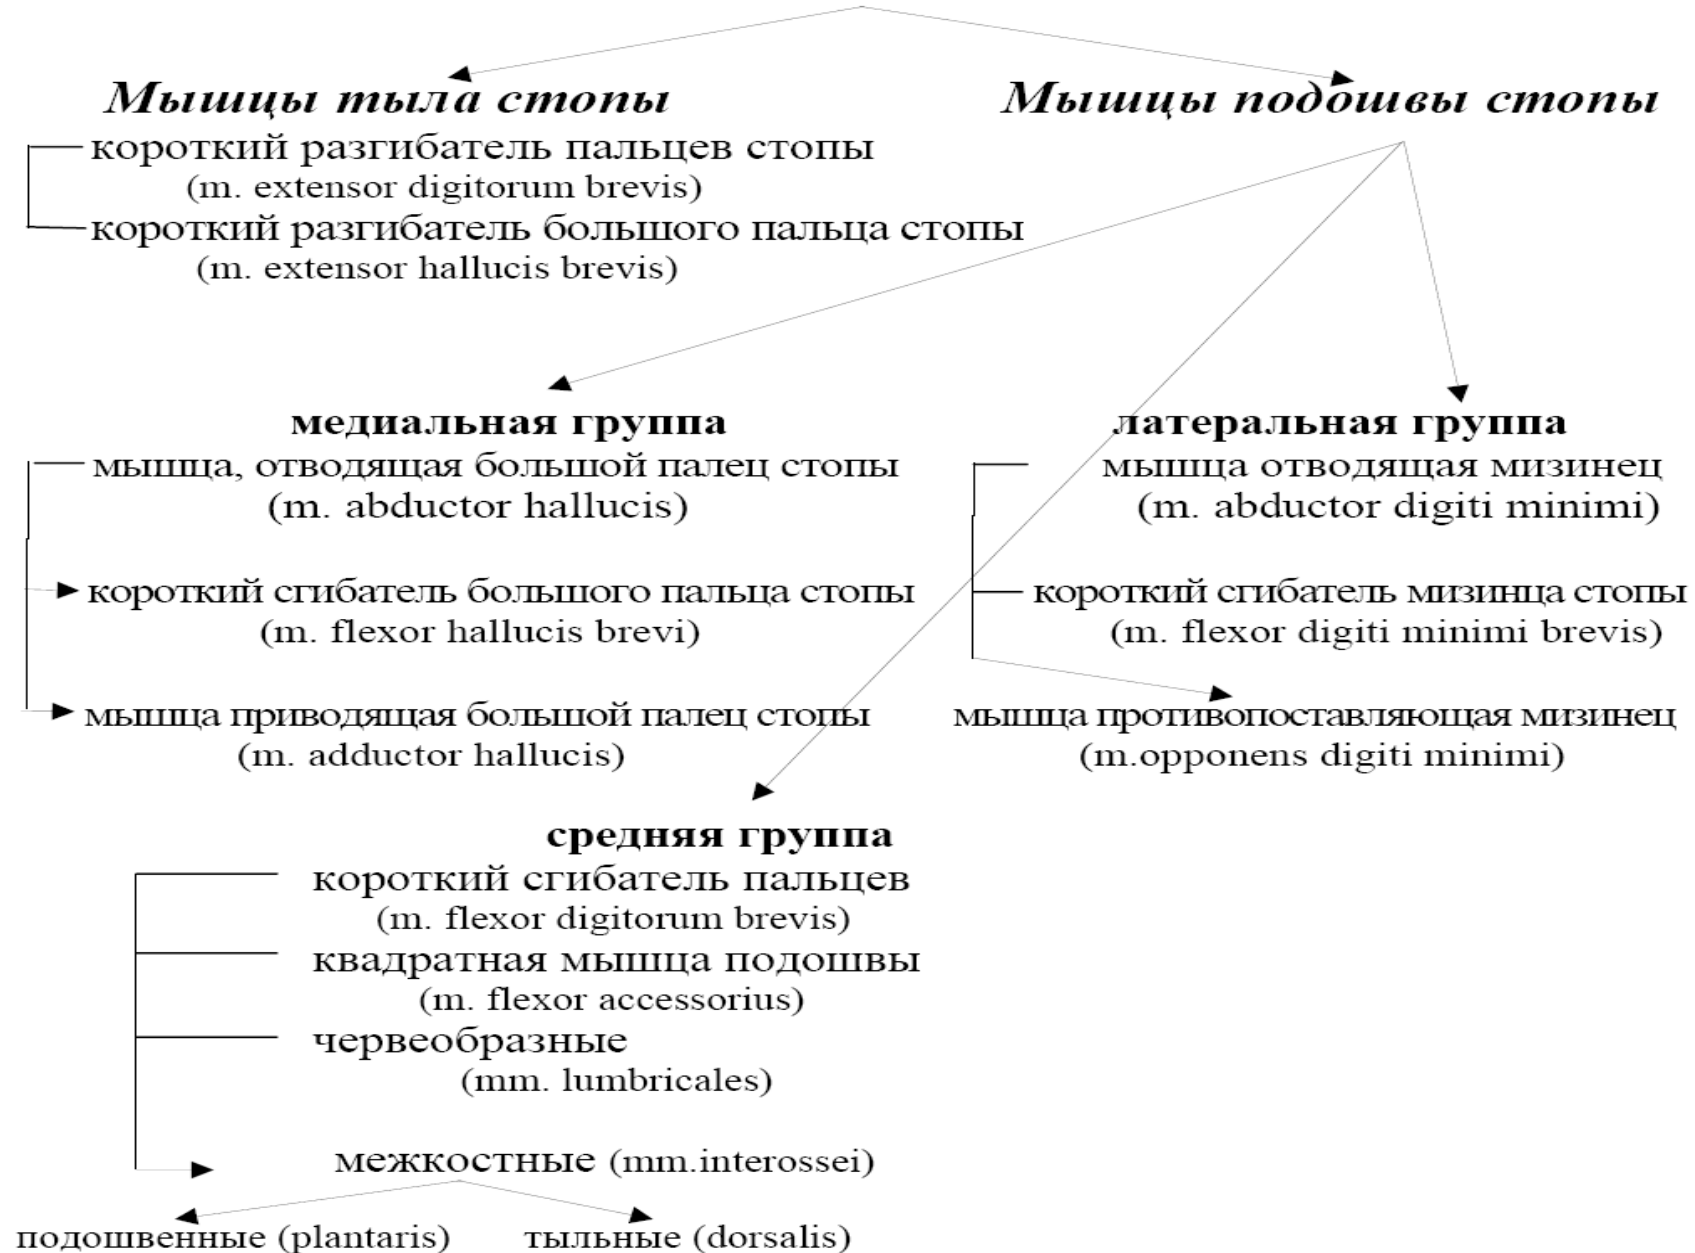 Мышцы тыла стопы
короткий разгибатель пальцев стопы
(m. extensor digitorum brevis)
короткий разгибатель большого пальца стопы
(m. extensor hallucis brevis)
Мышцы подошвы стопы
медиальная группа
мышца, отводящая большой палец стопы
(m. abductor hallucis)
короткий сгибатель большого пальца стопы
(m. flexor hallucis brevi)
мышца приводящая большой палец стопы
(m. adductor hallucis)
латеральная группа
мышца отводящая мизинец
(m. abductor digiti minimi)
короткий сгибатель мизинца стопы
(m. flexor digiti minimi brevis)
мышца противопоставляющая мизинец
(m.opponens digiti minimi)
средняя группа
короткий сгибатель пальцев
(m. flexor digitorum brevis)
квадратная мышца подошвы
(m. flexor accessorius)
червеобразные
(mm. lumbricales)
межкостные (mm.interossei)
подошвенные (plantaris)
тыльные (dorsalis)